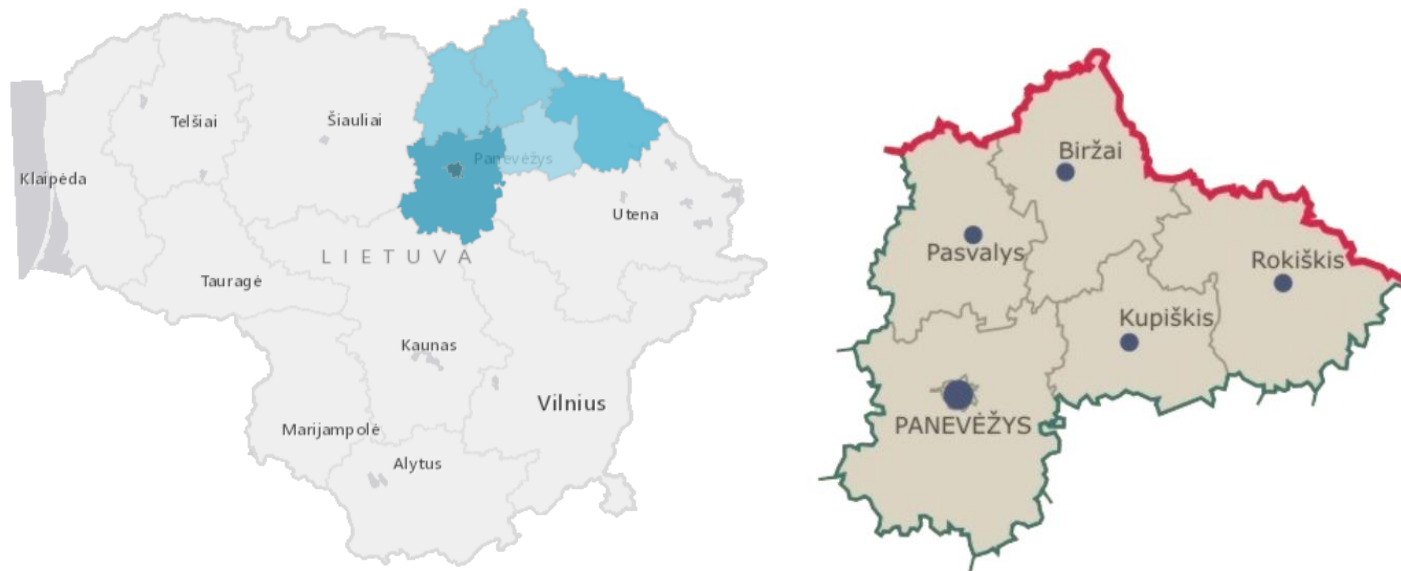 Telšiai
Šiauliai
Panevėžys
Klaipėda
Utena
LIETUVA
Tauragė
Kaunas
Vilnius
Marijampolė
Alytus
Biržai
Pasvalys
Rokiškis
Kupiškis
PANEVĖŽYS